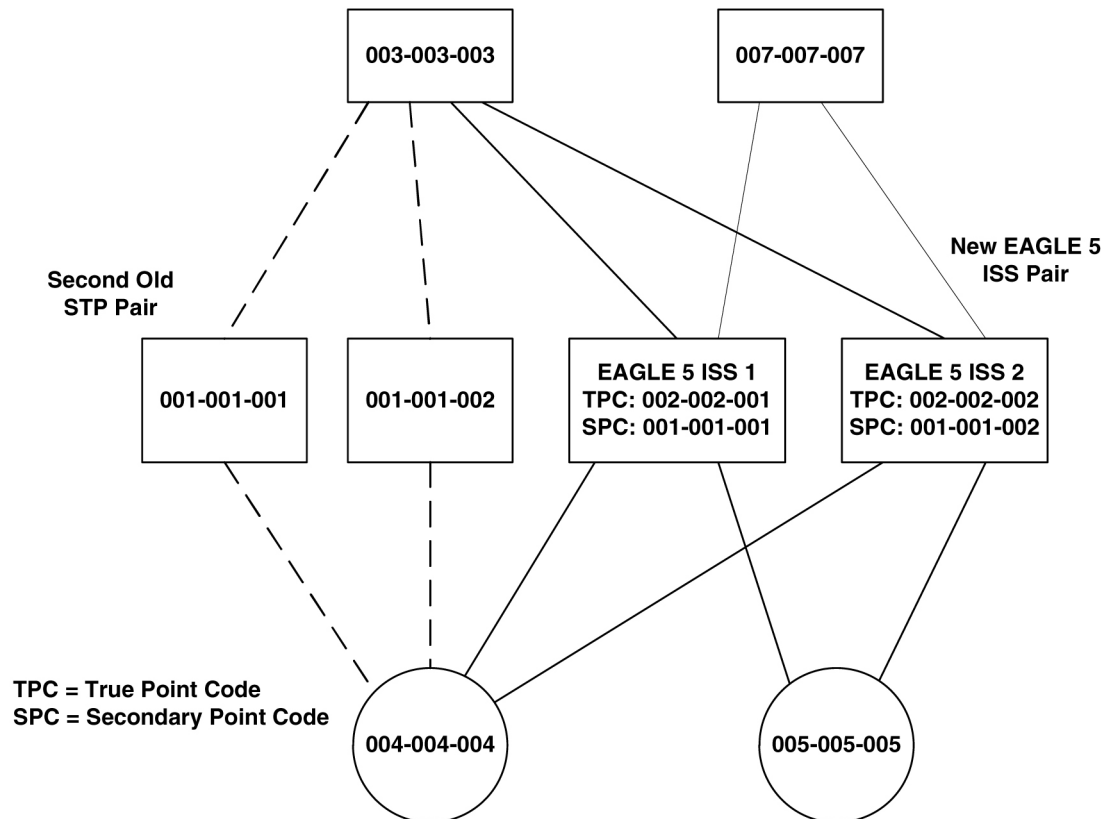 003-003-003
007-007-007
Second Old
STP Pair
New EAGLE 5
ISS Pair
001-001-001
001-001-002
EAGLE 5 ISS 1
TPC: 002-002-001
SPC: 001-001-001
EAGLE 5 ISS 2
TPC: 002-002-002
SPC: 001-001-002
TPC = True Point Code
SPC = Secondary Point Code
004-004-004
005-005-005